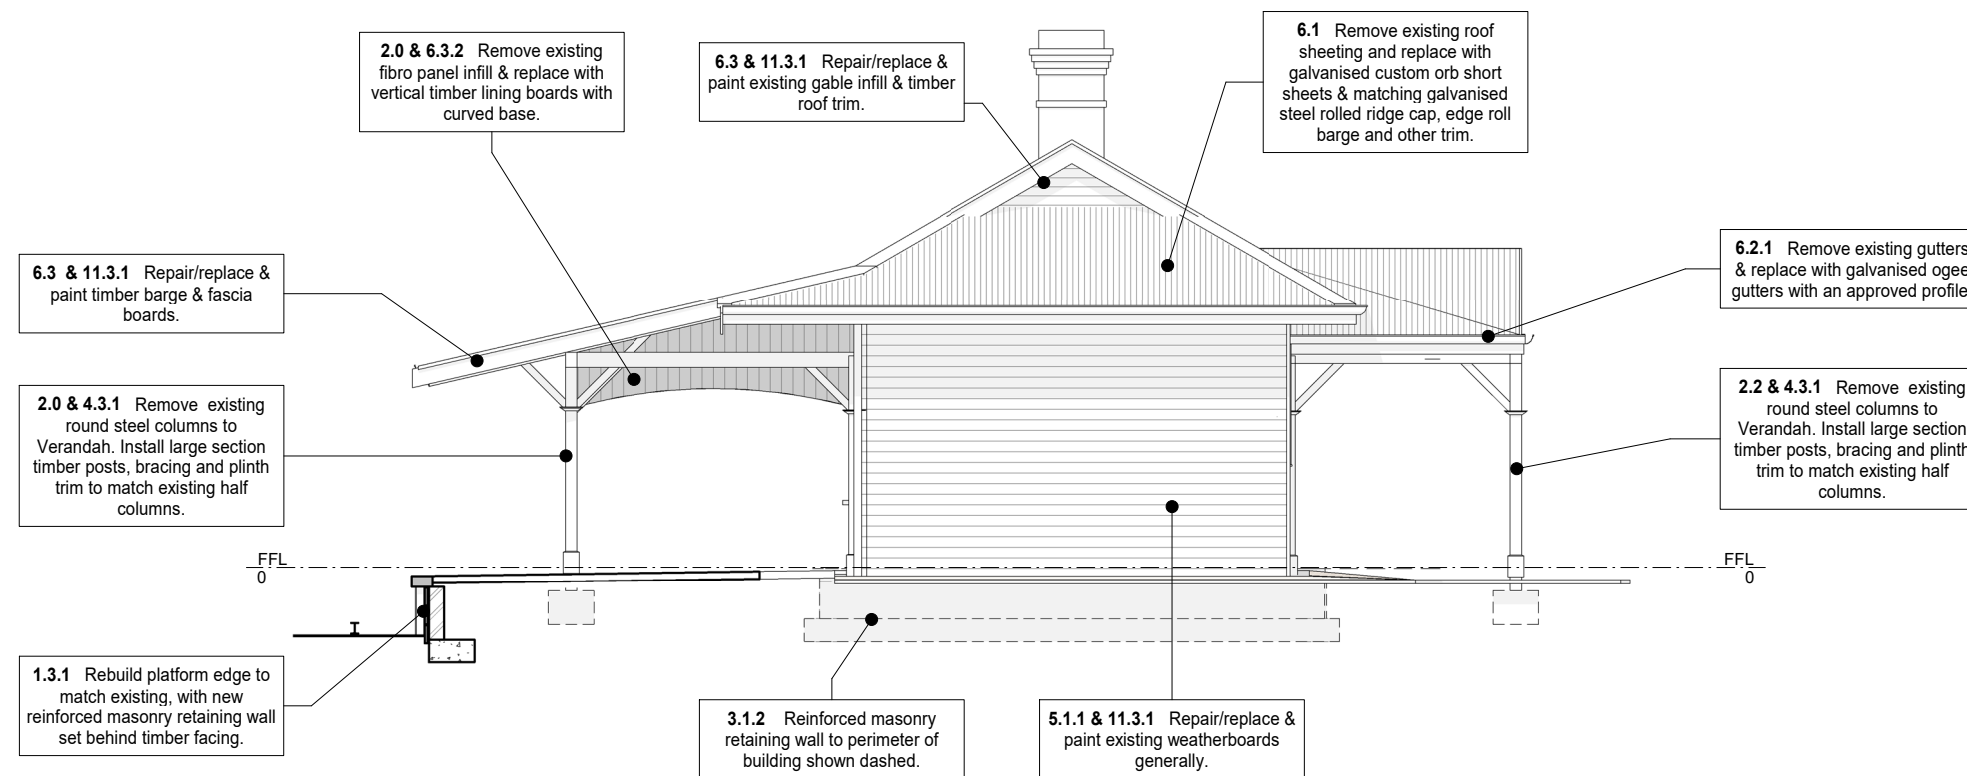 2.0 & 6.3.2 Remove existing
fibro panel infill & replace with
vertical timber lining boards with
curved base.
6.3 & 11.3.1 Repair/replace &
paint existing gable infill & timber
roof trim.
6.1 Remove existing roof
sheeting and replace with
galvanised custom orb short
sheets & matching galvanised
steel rolled ridge cap, edge roll
barge and other trim.
6.3 & 11.3.1 Repair/replace &
paint timber barge & fascia
boards.
6.2.1 Remove existing gutters
& replace with galvanised ogee
gutters with an approved profile
2.0 & 4.3.1 Remove existing
round steel columns to
Verandah. Install large section
timber posts, bracing and plinth
trim to match existing half
columns.
2.2 & 4.3.1 Remove existing
round steel columns to
Verandah. Install large section
timber posts, bracing and plinth
trim to match existing half
columns.
FFL
0
FFL
0
1.3.1 Rebuild platform edge to
match existing, with new
reinforced masonry retaining wall
set behind timber facing.
3.1.2 Reinforced masonry
retaining wall to perimeter of
building shown dashed.
5.1.1 & 11.3.1 Repair/replace &
paint existing weatherboards
generally.